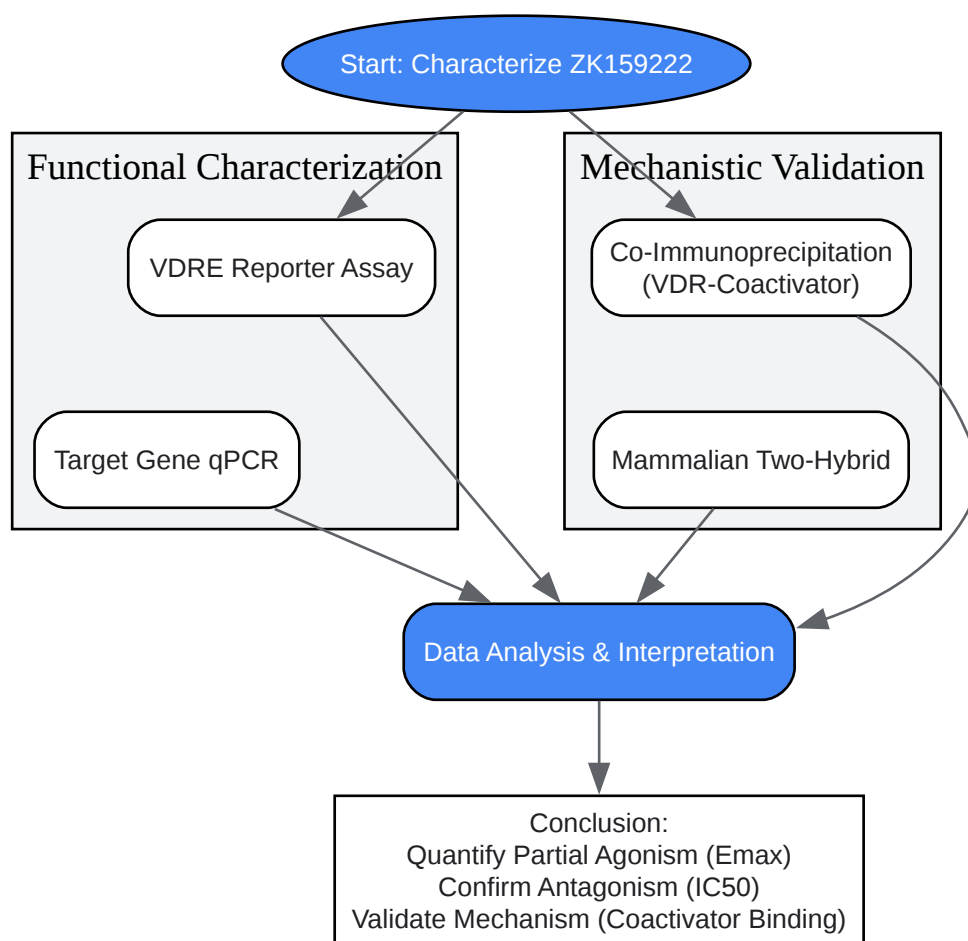 Start: Characterize ZK159222
Functional Characterization
VDRE Reporter Assay
Target Gene qPCR
Mechanistic Validation
Co-Immunoprecipitation
(VDR-Coactivator)
Mammalian Two-Hybrid
Data Analysis & Interpretation
Conclusion:
Quantify Partial Agonism (Emax)
Confirm Antagonism (IC50)
Validate Mechanism (Coactivator Binding)